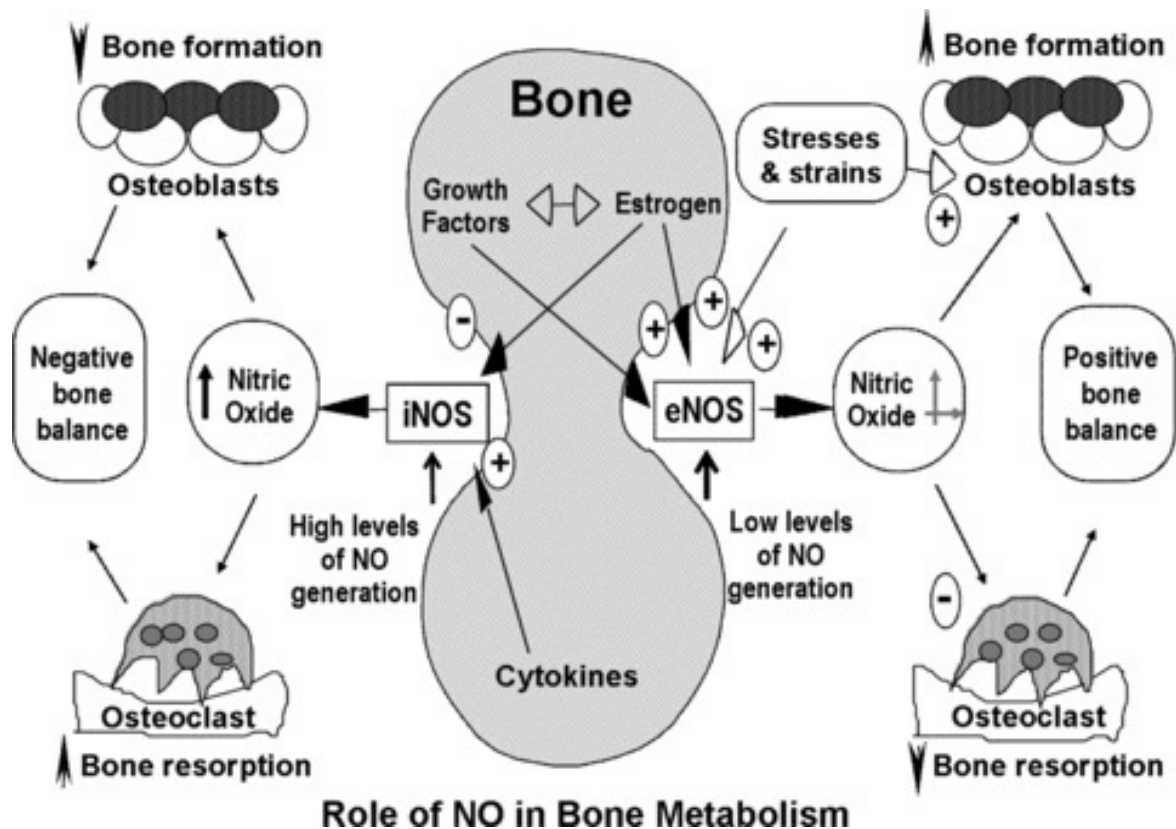 Bone formation
Osteoblasts
Negative
bone
balance
Nitric
Oxide
Osteoclast
Bone resorption
Bone
Growth
Factors
Estrogen
-
iNOS
+
High levels
of NO
generation
Cytokines
Stresses
& strains
+
+
+
eNOS
Low levels
of NO
generation
Bone formation
Osteoblasts
+
Nitric
Oxide
Positive
bone
balance
-
Osteoclast
Bone resorption
Role of NO in Bone Metabolism